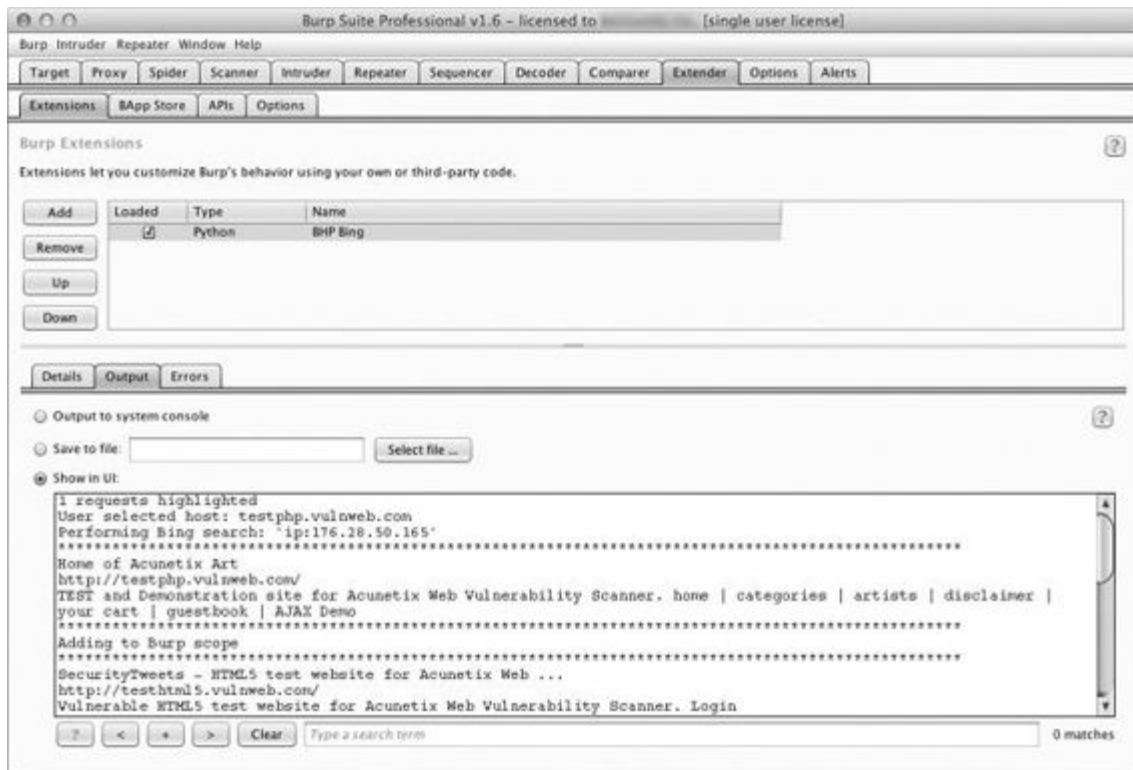 Burp Suite Professional v1.6 – licensed to [single user license]
Burp Intruder Repeater Window Help
Target Proxy Spider Scanner Intruder Repeater Sequencer Decoder Comparer Extender Options Alerts
Extensions BApp Store APIs Options
Burp Extensions
?
Extensions let you customize Burp's behavior using your own or third-party code.
Add
Loaded Type Name
Python BHP Bing
Remove
Up
Down
Details Output Errors
Output to system console
?
Save to file: Select file ...
Show in UI:
1 requests highlighted
User selected host: testphp.vulnweb.com
Performing Bing search: 'ip:176.28.50.165'
****************************************************************************************************
Home of Acunetix Art
http://testphp.vulnweb.com/
TEST and Demonstration site for Acunetix Web Vulnerability Scanner. home | categories | artists | disclaimer |
your cart | guestbook | AJAX Demo
****************************************************************************************************
Adding to Burp scope
****************************************************************************************************
SecurityTweets - HTML5 test website for Acunetix Web ...
http://testhtml5.vulnweb.com/
Vulnerable HTML5 test website for Acunetix Web Vulnerability Scanner. Login
? < + > Clear Type a search term 0 matches